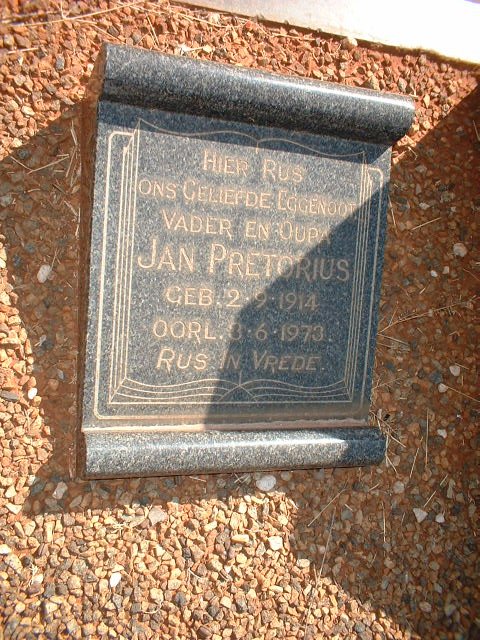 HIER RUS
ONS GELIEFDE EGGENOOT
VADER EN OUPA
JAN PRETORIUS
GEB. 2-9-1914
OORL. 3-6-1973.
RUS IN VREDE.